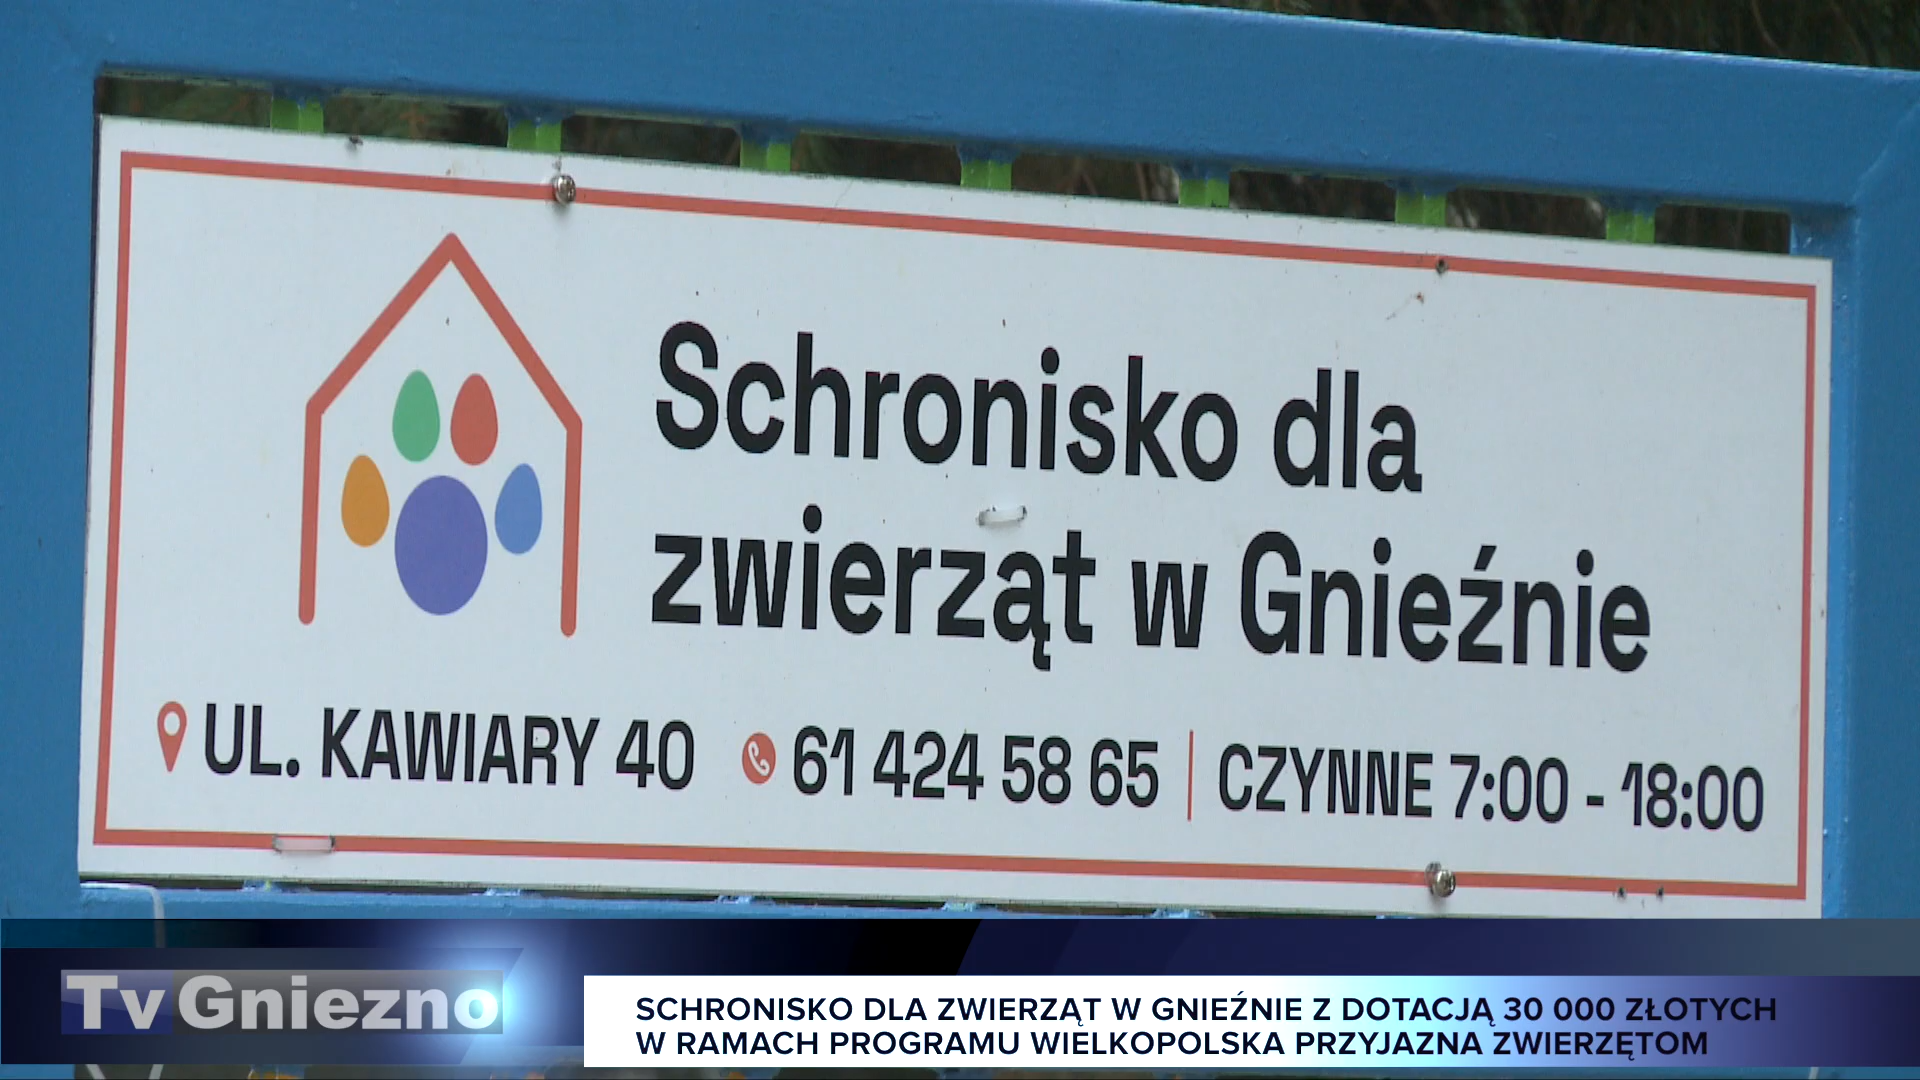 Schronisko dla
zwierząt w Gnieźnie
UL. KAWIARY 40 61 424 58 65 | CZYNNE 7:00 - 18:00
Tv Gniezno
SCHRONISKO DLA ZWIERZĄT W GNIEŹNIE Z DOTACJĄ 30 000 ZŁOTYCH
W RAMACH PROGRAMU WIELKOPOLSKA PRZYJAZNA ZWIERZĘTOM